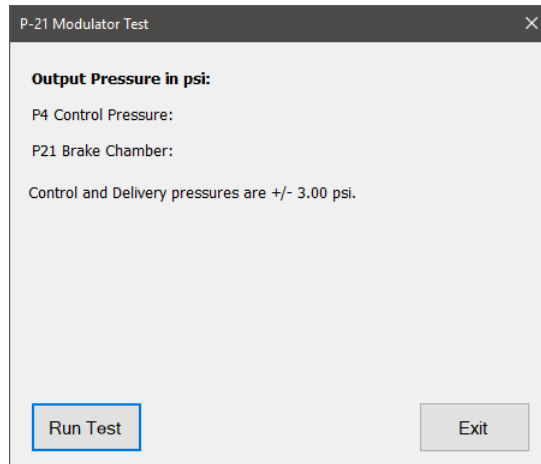 P-21 Modulator Test
Output Pressure in psi:
P4 Control Pressure:
P21 Brake Chamber:
Control and Delivery pressures are +/- 3.00 psi.
Run Test
Exit